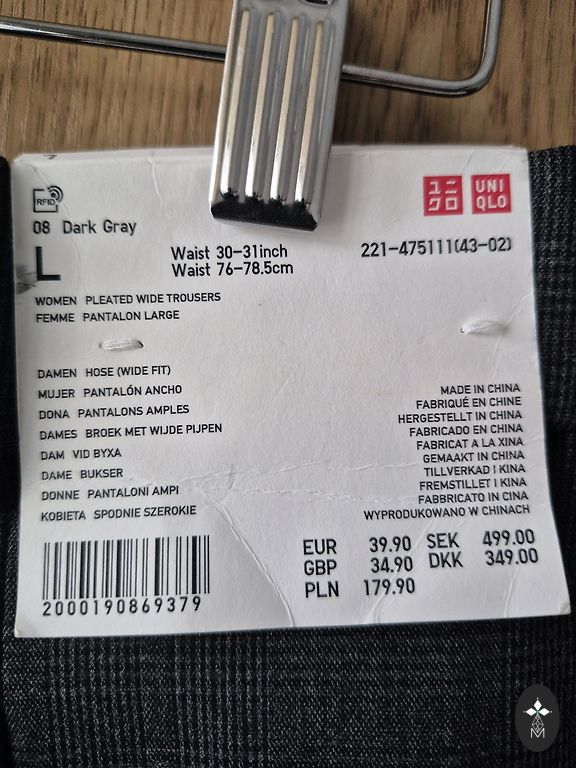 RFID
ユニ
クロ
UNI
QLO
08 Dark Gray
L
Waist 30-31inch
Waist 76-78.5cm
221-475111(43-02)
WOMEN PLEATED WIDE TROUSERS
FEMME PANTALON LARGE
DAMEN HOSE (WIDE FIT)
MUJER PANTALÓN ANCHO
DONA PANTALONS AMPLES
DAMES BROEK MET WIJDE PIJPEN
DAM VID BYXA
DAME BUKSER
DONNE PANTALONI AMPI
KOBIETA SPODNIE SZEROKIE
MADE IN CHINA
FABRIQUÉ EN CHINE
HERGESTELLT IN CHINA
FABRICADO EN CHINA
FABRICAT A LA XINA
GEMAAKT IN CHINA
TILLVERKAD I KINA
FREMSTILLET I KINA
FABBRICATO IN CINA
WYPRODUKOWANO W CHINACH
2000190869379
EUR 39.90 SEK 499.00
GBP 34.90 DKK 349.00
PLN 179.90
M